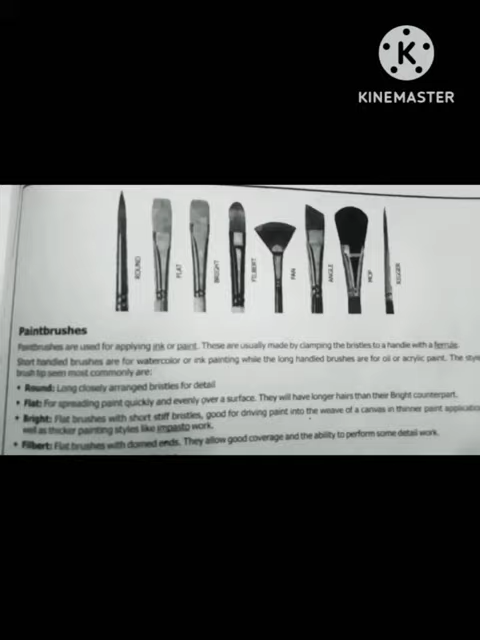 KINEMASTER
ROUND
FLAT
BRIGHT
FILBERT
FAN
ANGLE
MOP
RIGGER
Paintbrushes
Paintbrushes are used for applying ink or paint. These are usually made by clamping the bristles to a handle with a ferrule.
Short handled brushes are for watercolor or ink painting while the long handled brushes are for oil or acrylic paint. The style
brush tip seen most commonly are:
• Round: Long closely arranged bristles for detail
• Flat: For spreading paint quickly and evenly over a surface. They will have longer hairs than their Bright counterpart.
• Bright: Flat brushes with short stiff bristles, good for driving paint into the weave of a canvas in thinner paint applicatio
well as thicker painting styles like impasto work.
• Filbert: Flat brushes with domed ends. They allow good coverage and the ability to perform some detail work.